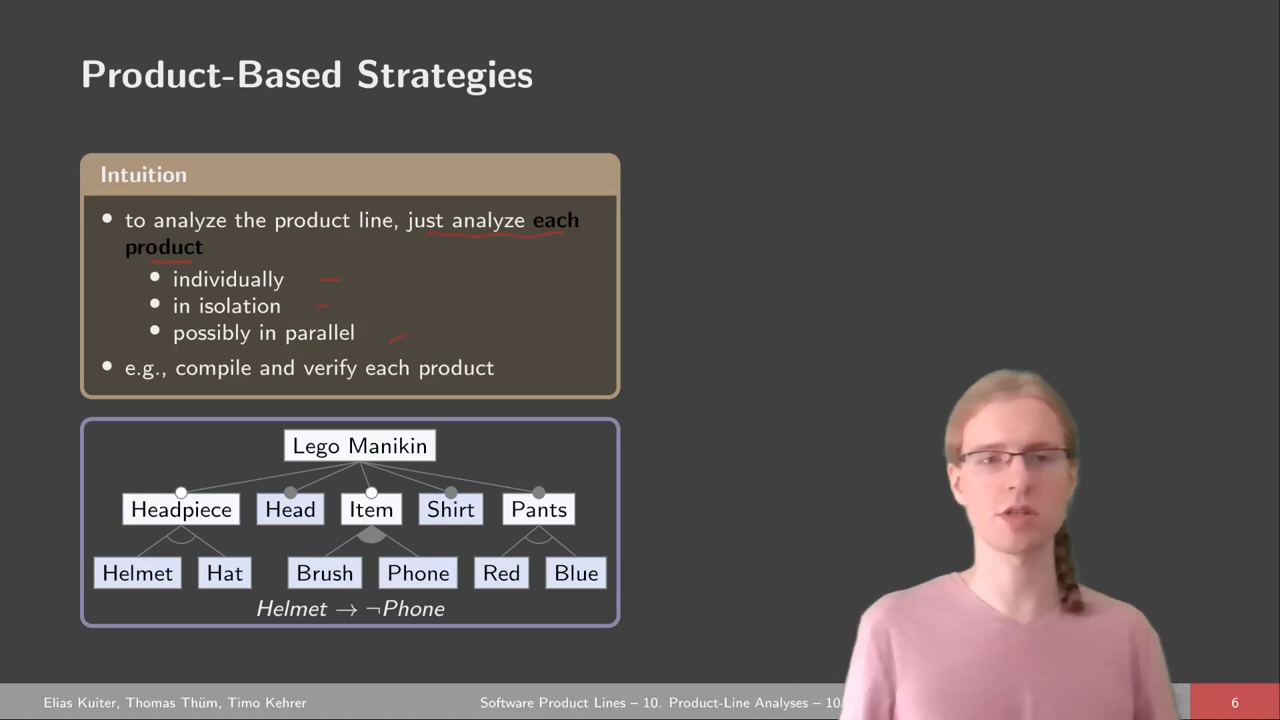 Product-Based Strategies
Intuition
• to analyze the product line, just analyze each
product
• individually
• in isolation
• possibly in parallel
• e.g., compile and verify each product
Lego Manikin
Headpiece Head Item Shirt Pants
Helmet Hat Brush Phone Red Blue
Helmet → ¬Phone
Elias Kuiter, Thomas Thüm, Timo Kehrer Software Product Lines – 10. Product-Line Analyses – 10. 6